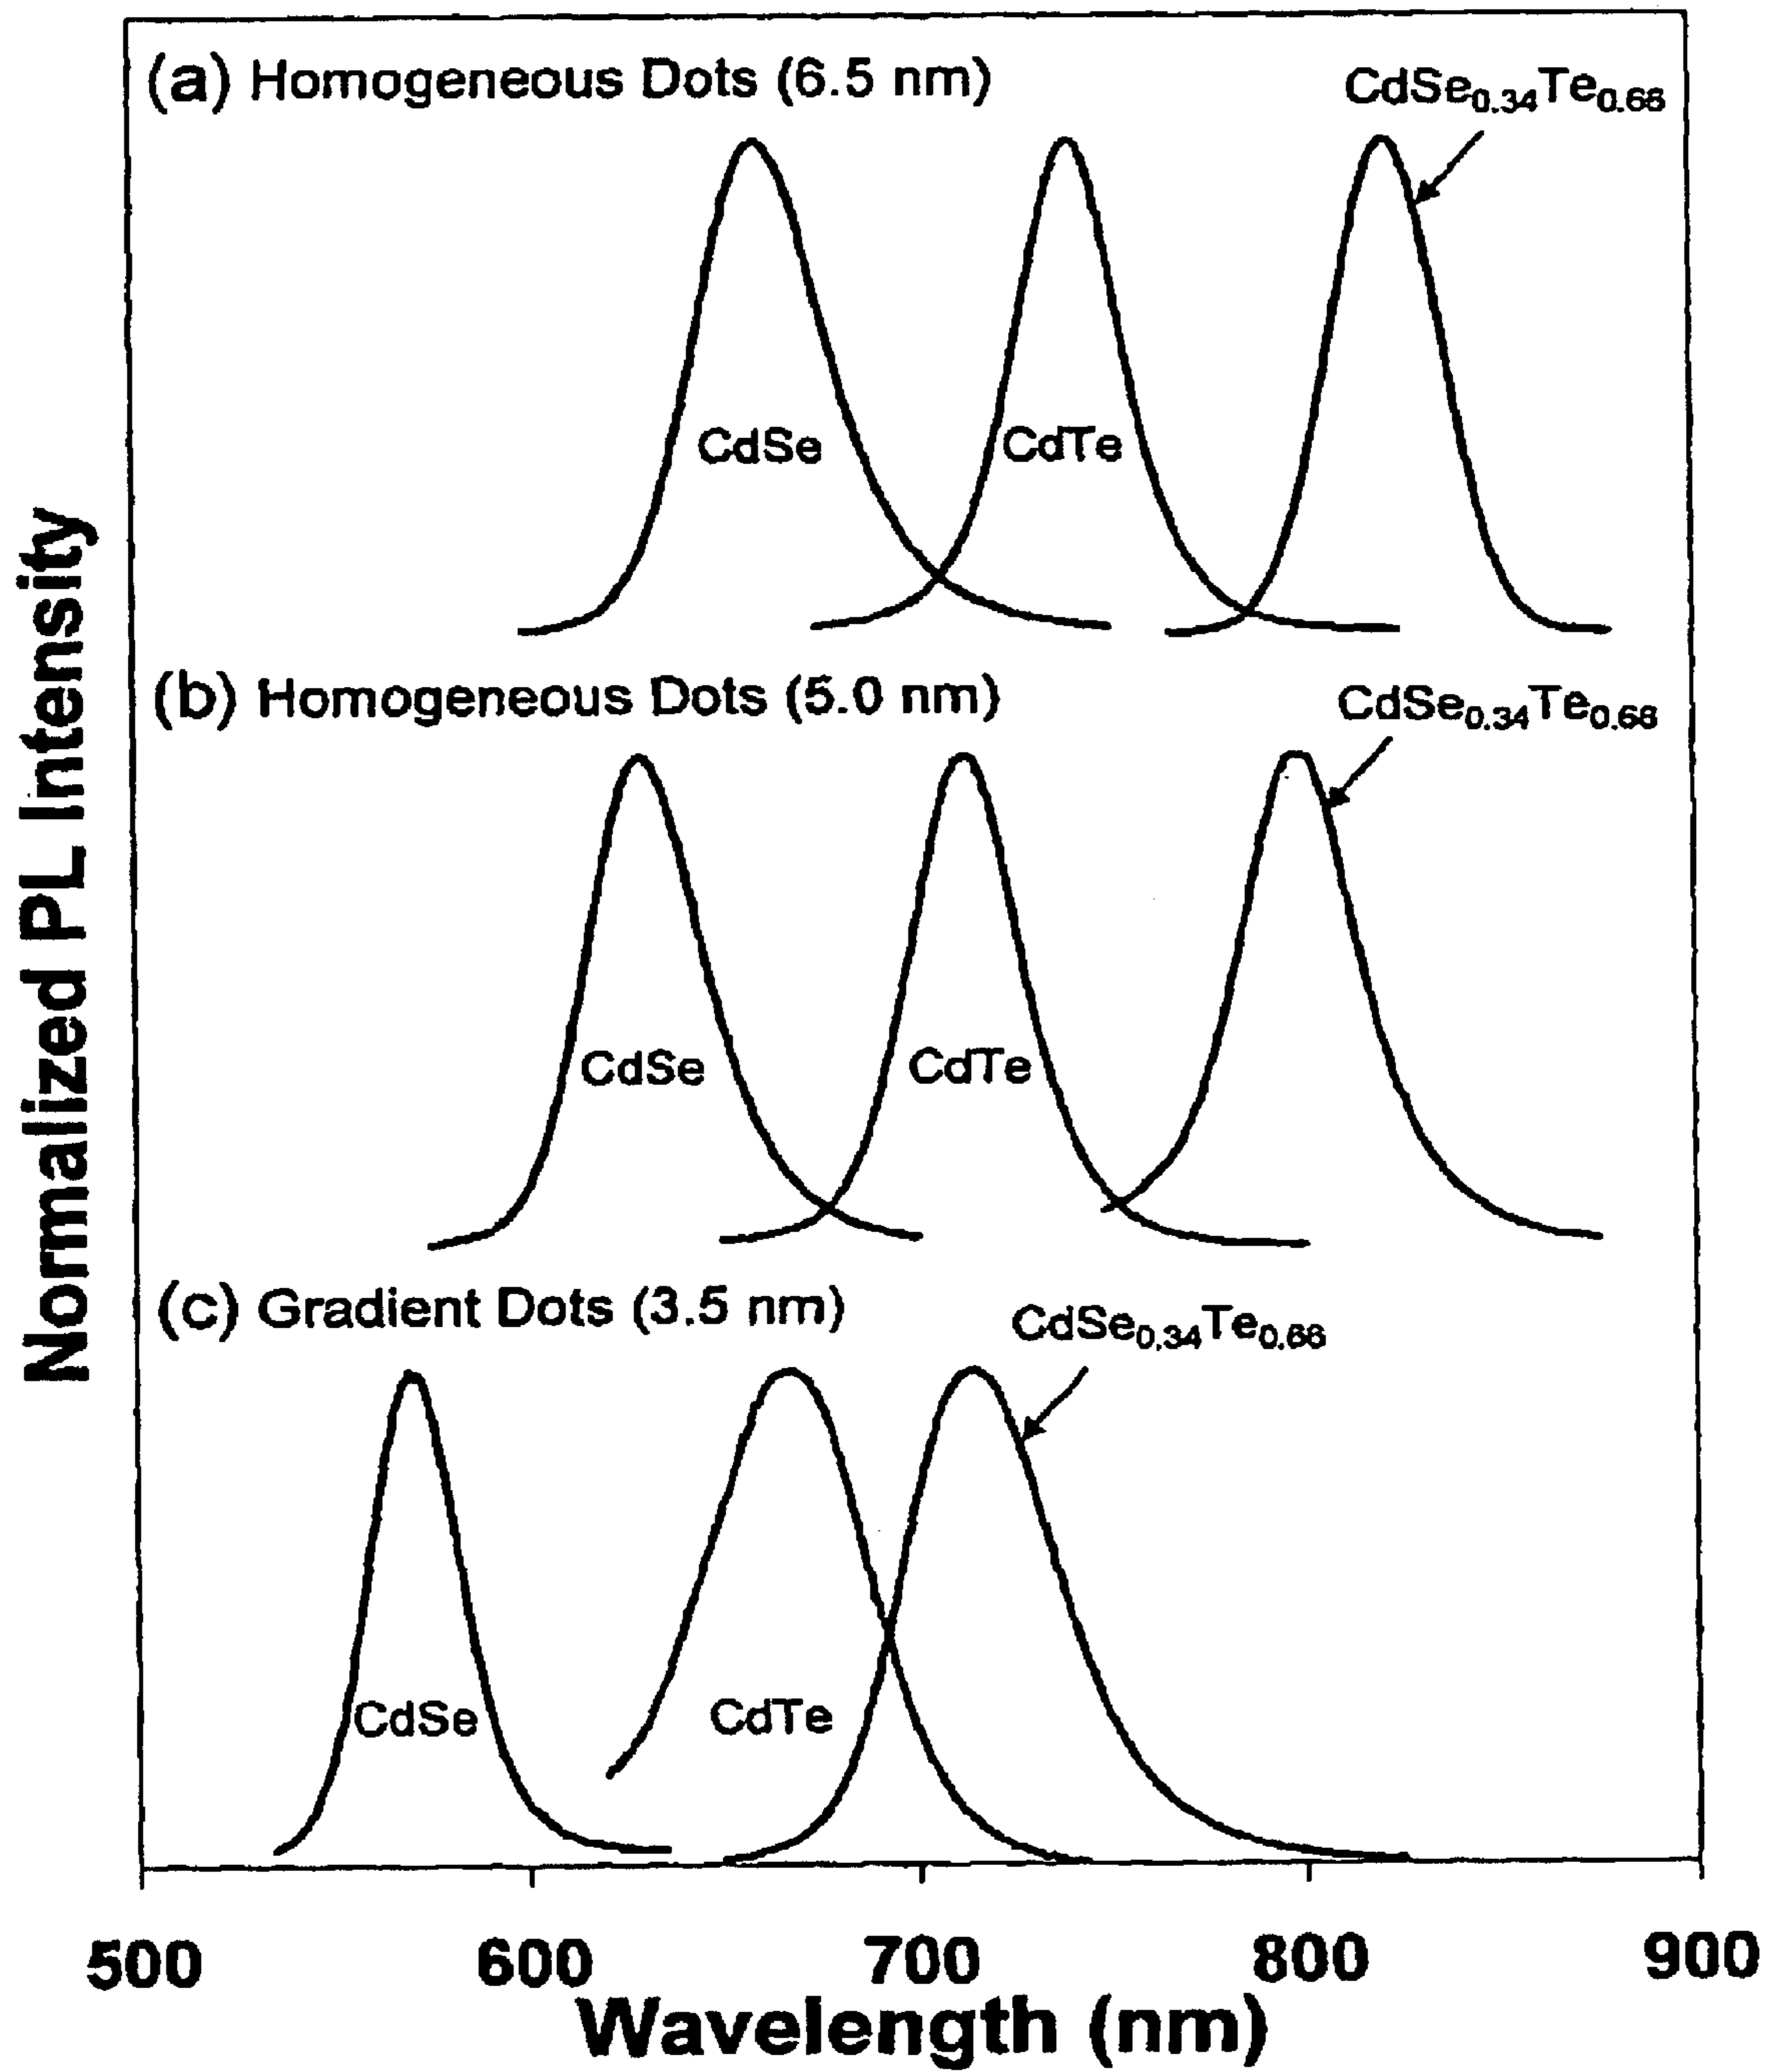 (a) Homogeneous Dots (6.5 nm)
CdSe0.34Te0.66
CdSe
CdTe
(b) Homogeneous Dots (5.0 nm)
CdSe0.34Te0.66
CdSe
CdTe
(c) Gradient Dots (3.5 nm)
CdSe0.34Te0.66
CdSe
CdTe
Normalized PL Intensity
500 600 700 800 900
Wavelength (nm)